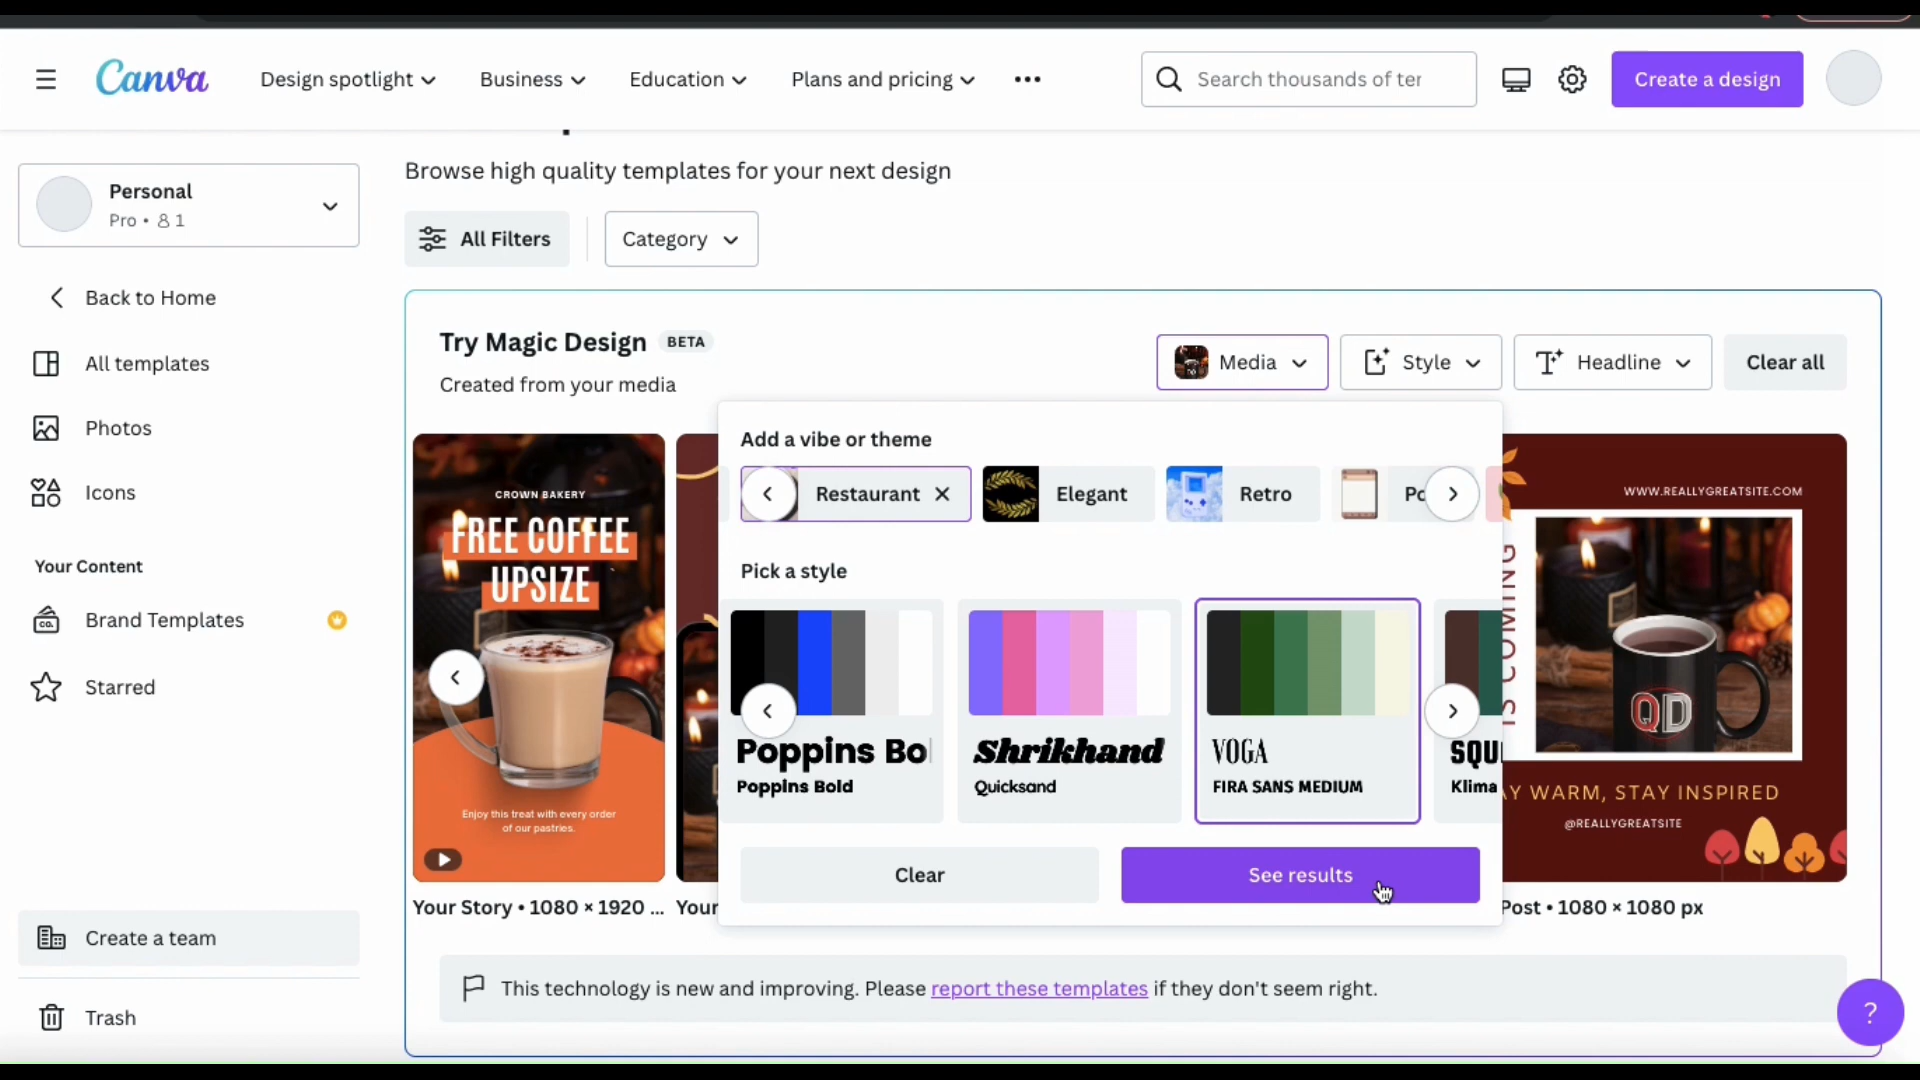 Canva
Design spotlight
Business
Education
Plans and pricing
Search thousands of ter
Create a design
Personal
Pro • 1
Back to Home
All templates
Photos
Icons
Your Content
Brand Templates
Starred
Create a team
Trash
Browse high quality templates for your next design
All Filters
Category
Try Magic Design BETA
Created from your media
Media
Style
Headline
Clear all
CROWN BAKERY
FREE COFFEE
UPSIZE
Enjoy this treat with every order
of our pastries.
Your Story • 1080 × 1920 ...
Your
Add a vibe or theme
Restaurant
Elegant
Retro
Pick a style
Poppins Bol
Poppins Bold
Shrikhand
Quicksand
VOGA
FIRA SANS MEDIUM
SQU
Klima
Clear
See results
WWW.REALLYGREATSITE.COM
IS COMING
QD
AY WARM, STAY INSPIRED
@REALLYGREATSITE
Post • 1080 × 1080 px
This technology is new and improving. Please report these templates if they don't seem right.
?